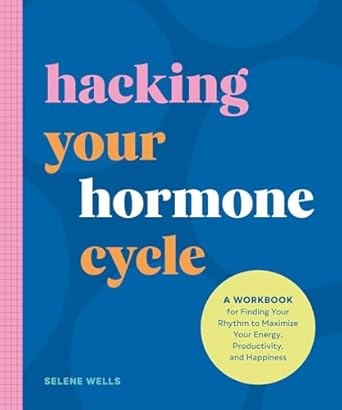 hacking
your
hormone
cycle
A WORKBOOK
for Finding Your
Rhythm to Maximize
Your Energy,
Productivity,
and Happiness
SELENE WELLS